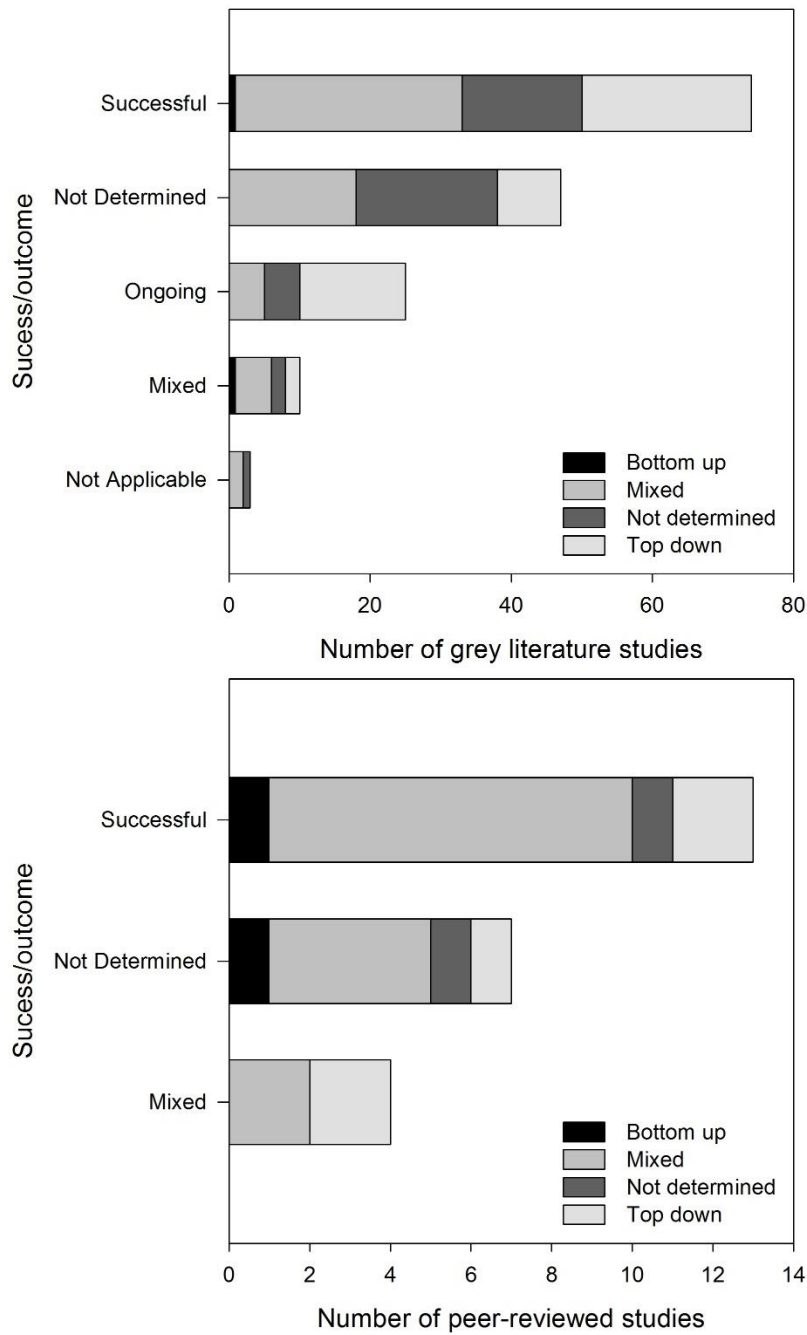 Successful
Not Determined
Ongoing
Mixed
Not Applicable
Sucess/outcome
Bottom up
Mixed
Not determined
Top down
0 20 40 60 80
Number of grey literature studies
Successful
Not Determined
Mixed
Sucess/outcome
Bottom up
Mixed
Not determined
Top down
0 2 4 6 8 10 12 14
Number of peer-reviewed studies